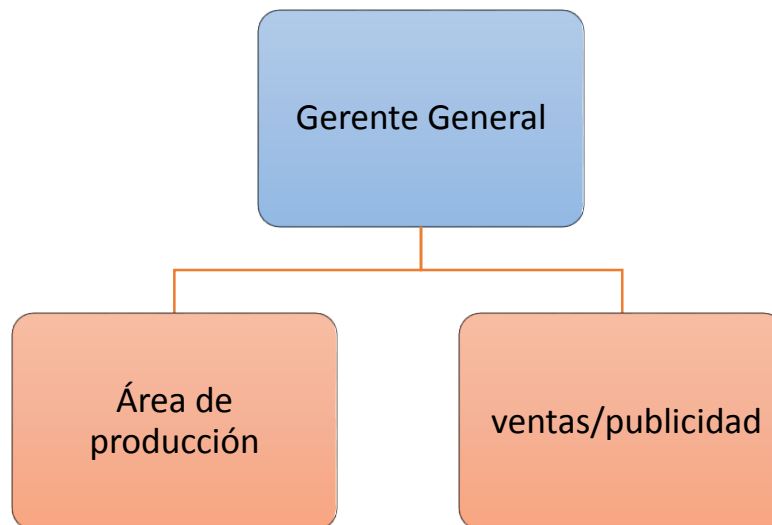 Gerente General
Área de
producción
ventas/publicidad